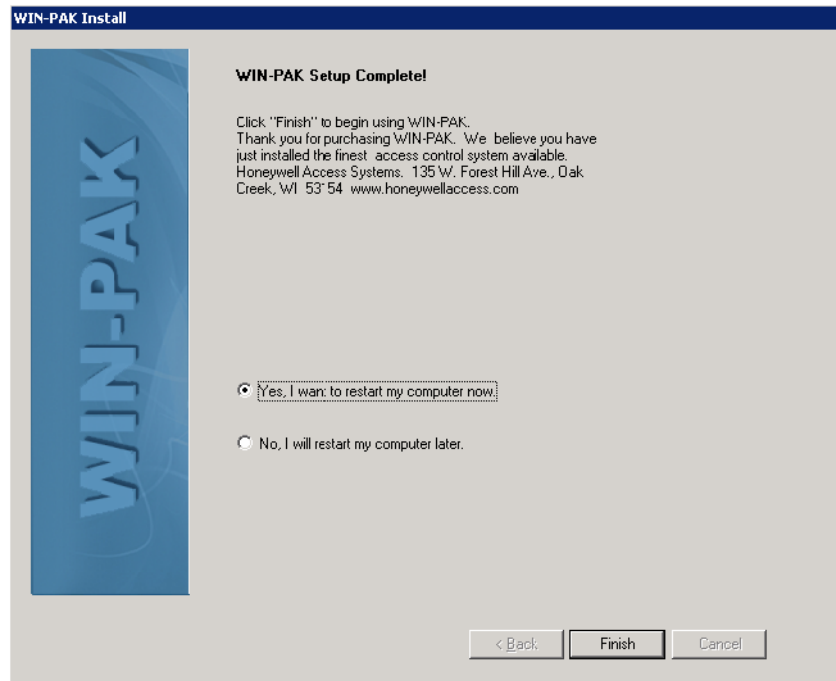 WIN-PAK Install
WIN-PAK
WIN-PAK Setup Complete!
Click "Finish" to begin using WIN-PAK.
Thank you for purchasing WIN-PAK. We believe you have
just installed the finest access control system available.
Honeywell Access Systems. 135 W. Forest Hill Ave., Oak
Creek, WI www.honeywellaccess.com
Yes, I want to restart my computer now.
No, I will restart my computer later.
< Back
Finish
Cancel